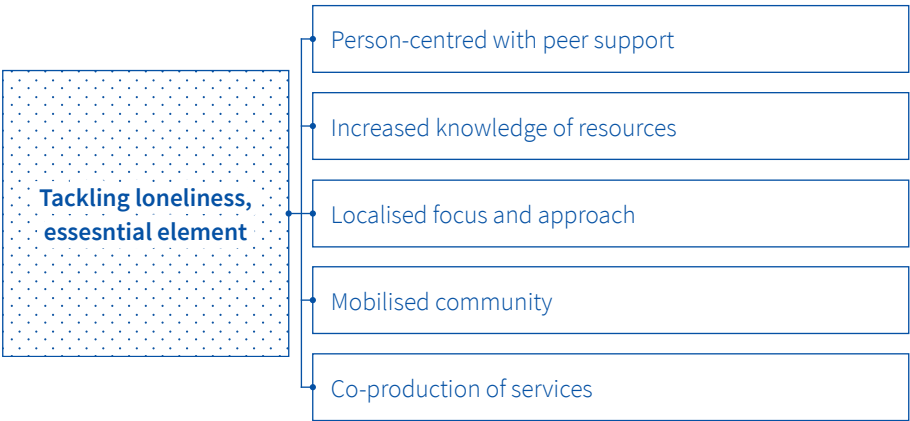 Tackling loneliness,
essesntial element
Person-centred with peer support
Increased knowledge of resources
Localised focus and approach
Mobilised community
Co-production of services